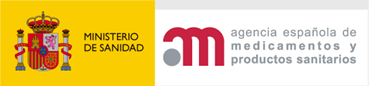 MINISTERIO
DE SANIDAD
agencia española de
medicamentos y
productos sanitarios